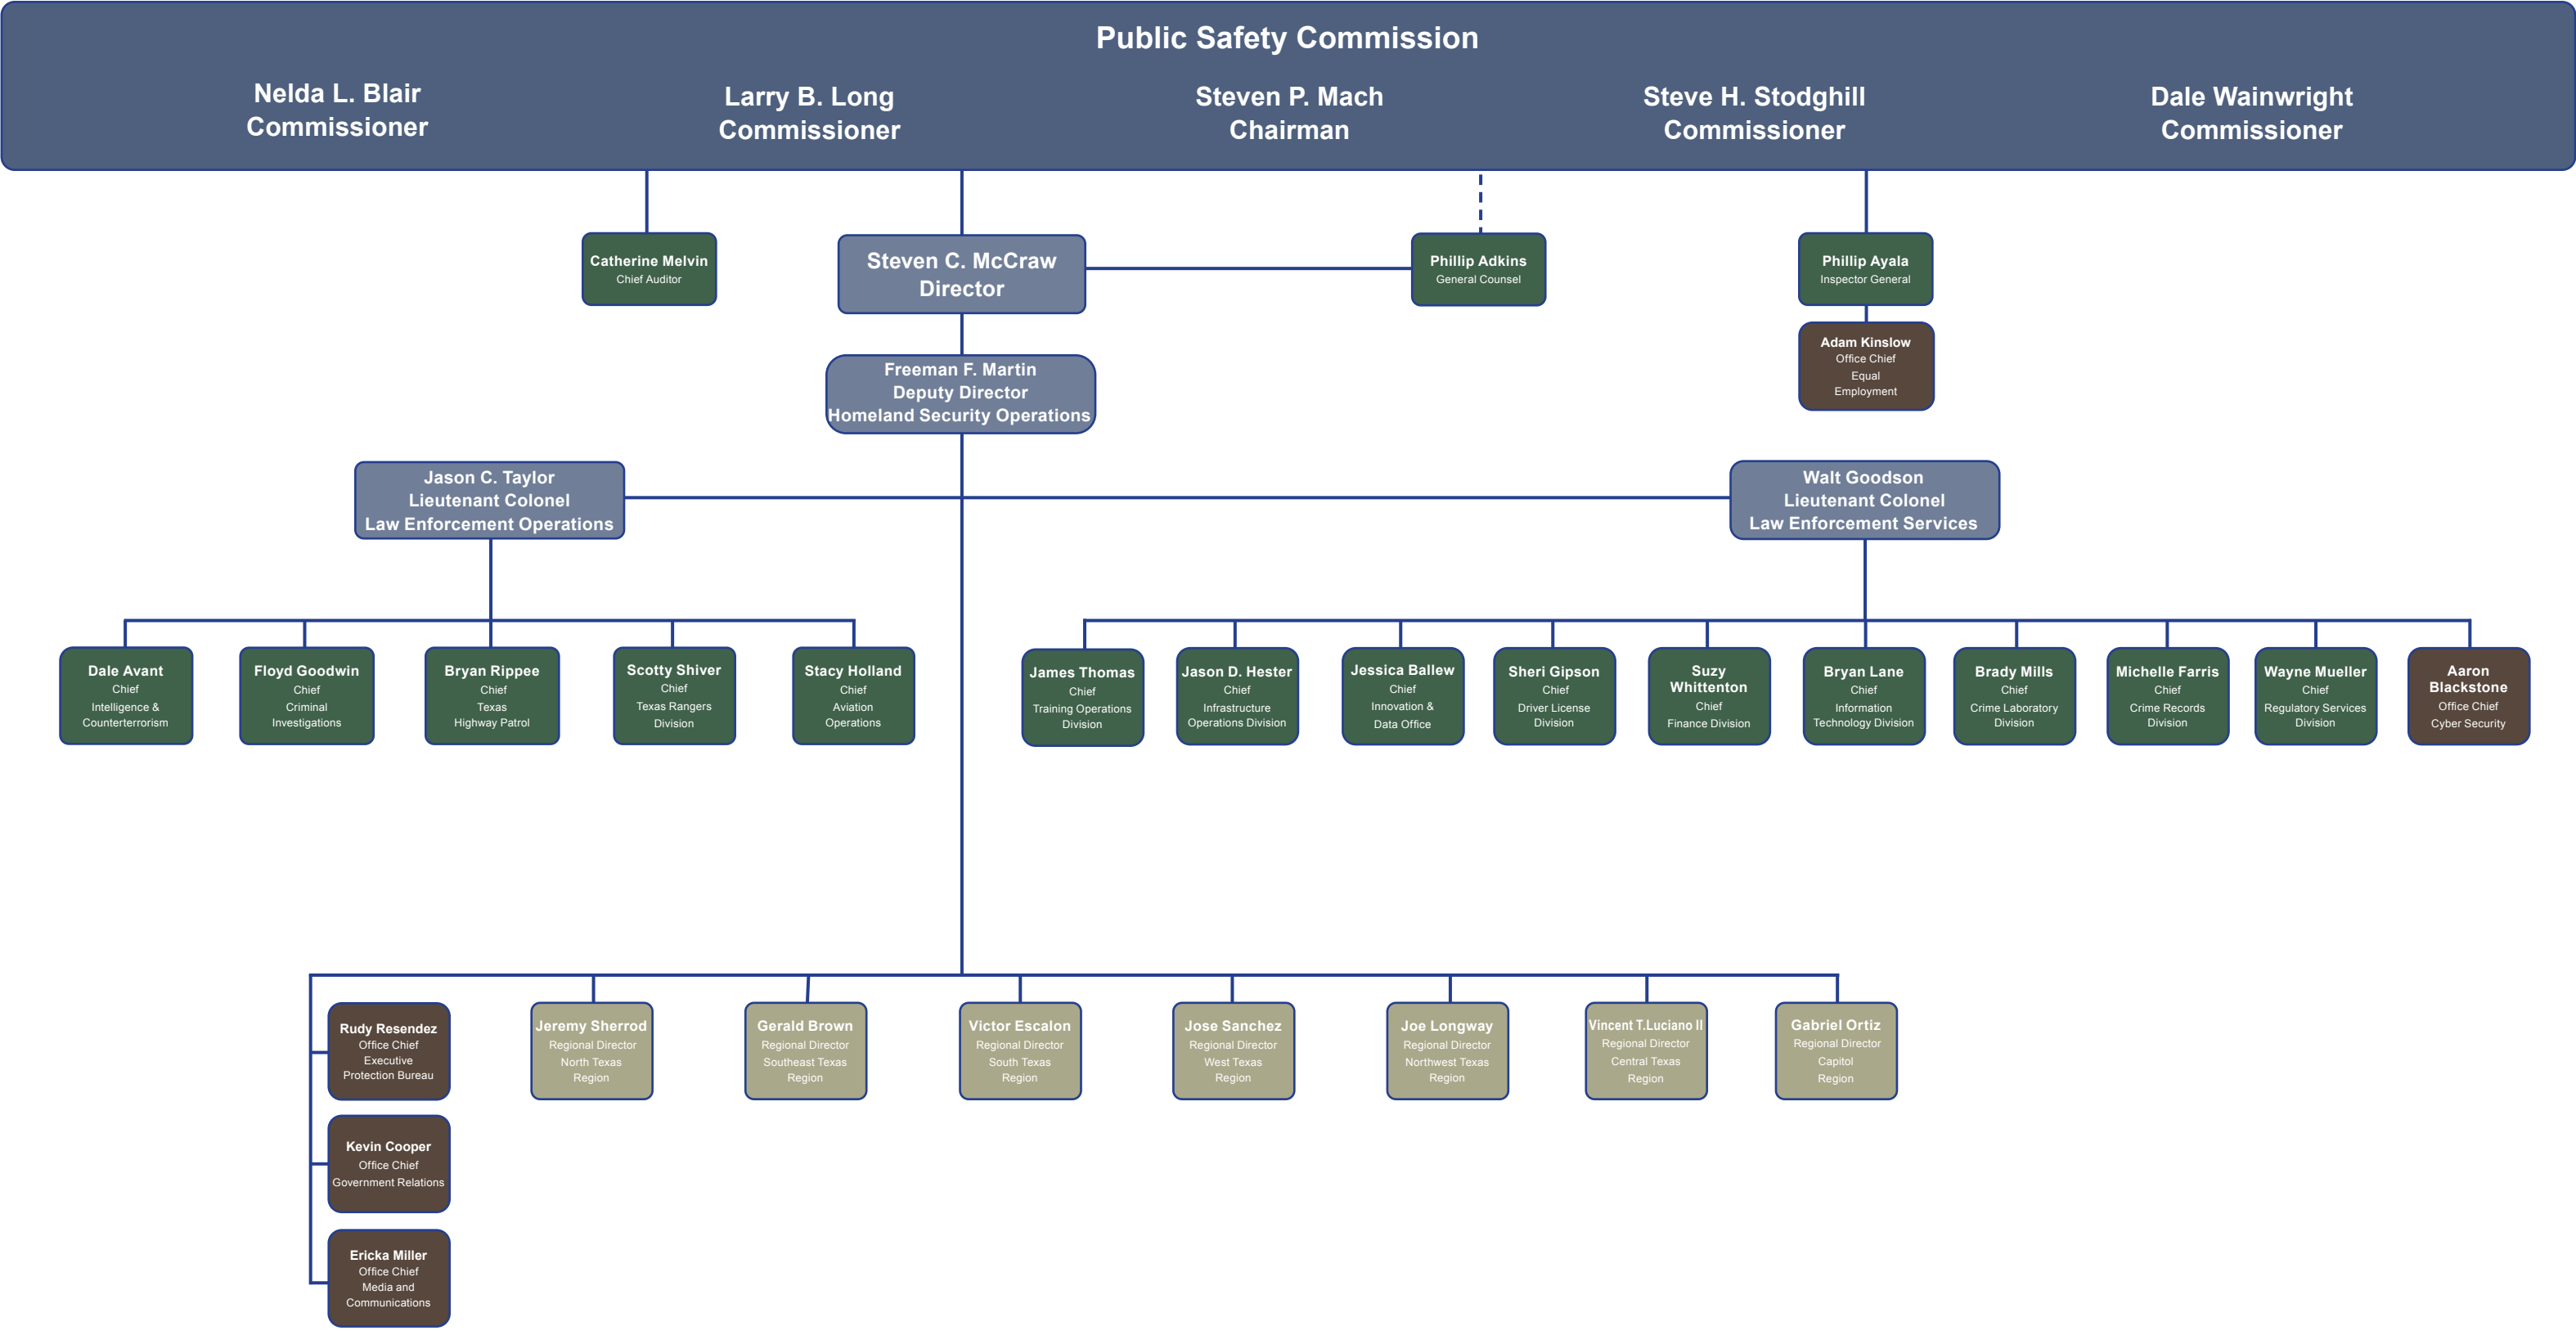 Public Safety Commission
Nelda L. Blair
Commissioner
Larry B. Long
Commissioner
Steven P. Mach
Chairman
Steve H. Stodghill
Commissioner
Dale Wainwright
Commissioner
Catherine Melvin
Chief Auditor
Steven C. McCraw
Director
Phillip Adkins
General Counsel
Phillip Ayala
Inspector General
Adam Kinslow
Office Chief
Equal
Employment
Freeman F. Martin
Deputy Director
Homeland Security Operations
Jason C. Taylor
Lieutenant Colonel
Law Enforcement Operations
Walt Goodson
Lieutenant Colonel
Law Enforcement Services
Dale Avant
Chief
Intelligence &
Counterterrorism
Floyd Goodwin
Chief
Criminal
Investigations
Bryan Rippee
Chief
Texas
Highway Patrol
Scotty Shiver
Chief
Texas Rangers
Division
Stacy Holland
Chief
Aviation
Operations
James Thomas
Chief
Training Operations
Division
Jason D. Hester
Chief
Infrastructure
Operations Division
Jessica Ballew
Chief
Innovation &
Data Office
Sheri Gipson
Chief
Driver License
Division
Suzy
Whittenton
Chief
Finance Division
Bryan Lane
Chief
Information
Technology Division
Brady Mills
Chief
Crime Laboratory
Division
Michelle Farris
Chief
Crime Records
Division
Wayne Mueller
Chief
Regulatory Services
Division
Aaron
Blackstone
Office Chief
Cyber Security
Rudy Resendez
Office Chief
Executive
Protection Bureau
Jeremy Sherrod
Regional Director
North Texas
Region
Gerald Brown
Regional Director
Southeast Texas
Region
Victor Escalon
Regional Director
South Texas
Region
Jose Sanchez
Regional Director
West Texas
Region
Joe Longway
Regional Director
Northwest Texas
Region
Vincent T.Luciano II
Regional Director
Central Texas
Region
Gabriel Ortiz
Regional Director
Capitol
Region
Kevin Cooper
Office Chief
Government Relations
Ericka Miller
Office Chief
Media and
Communications